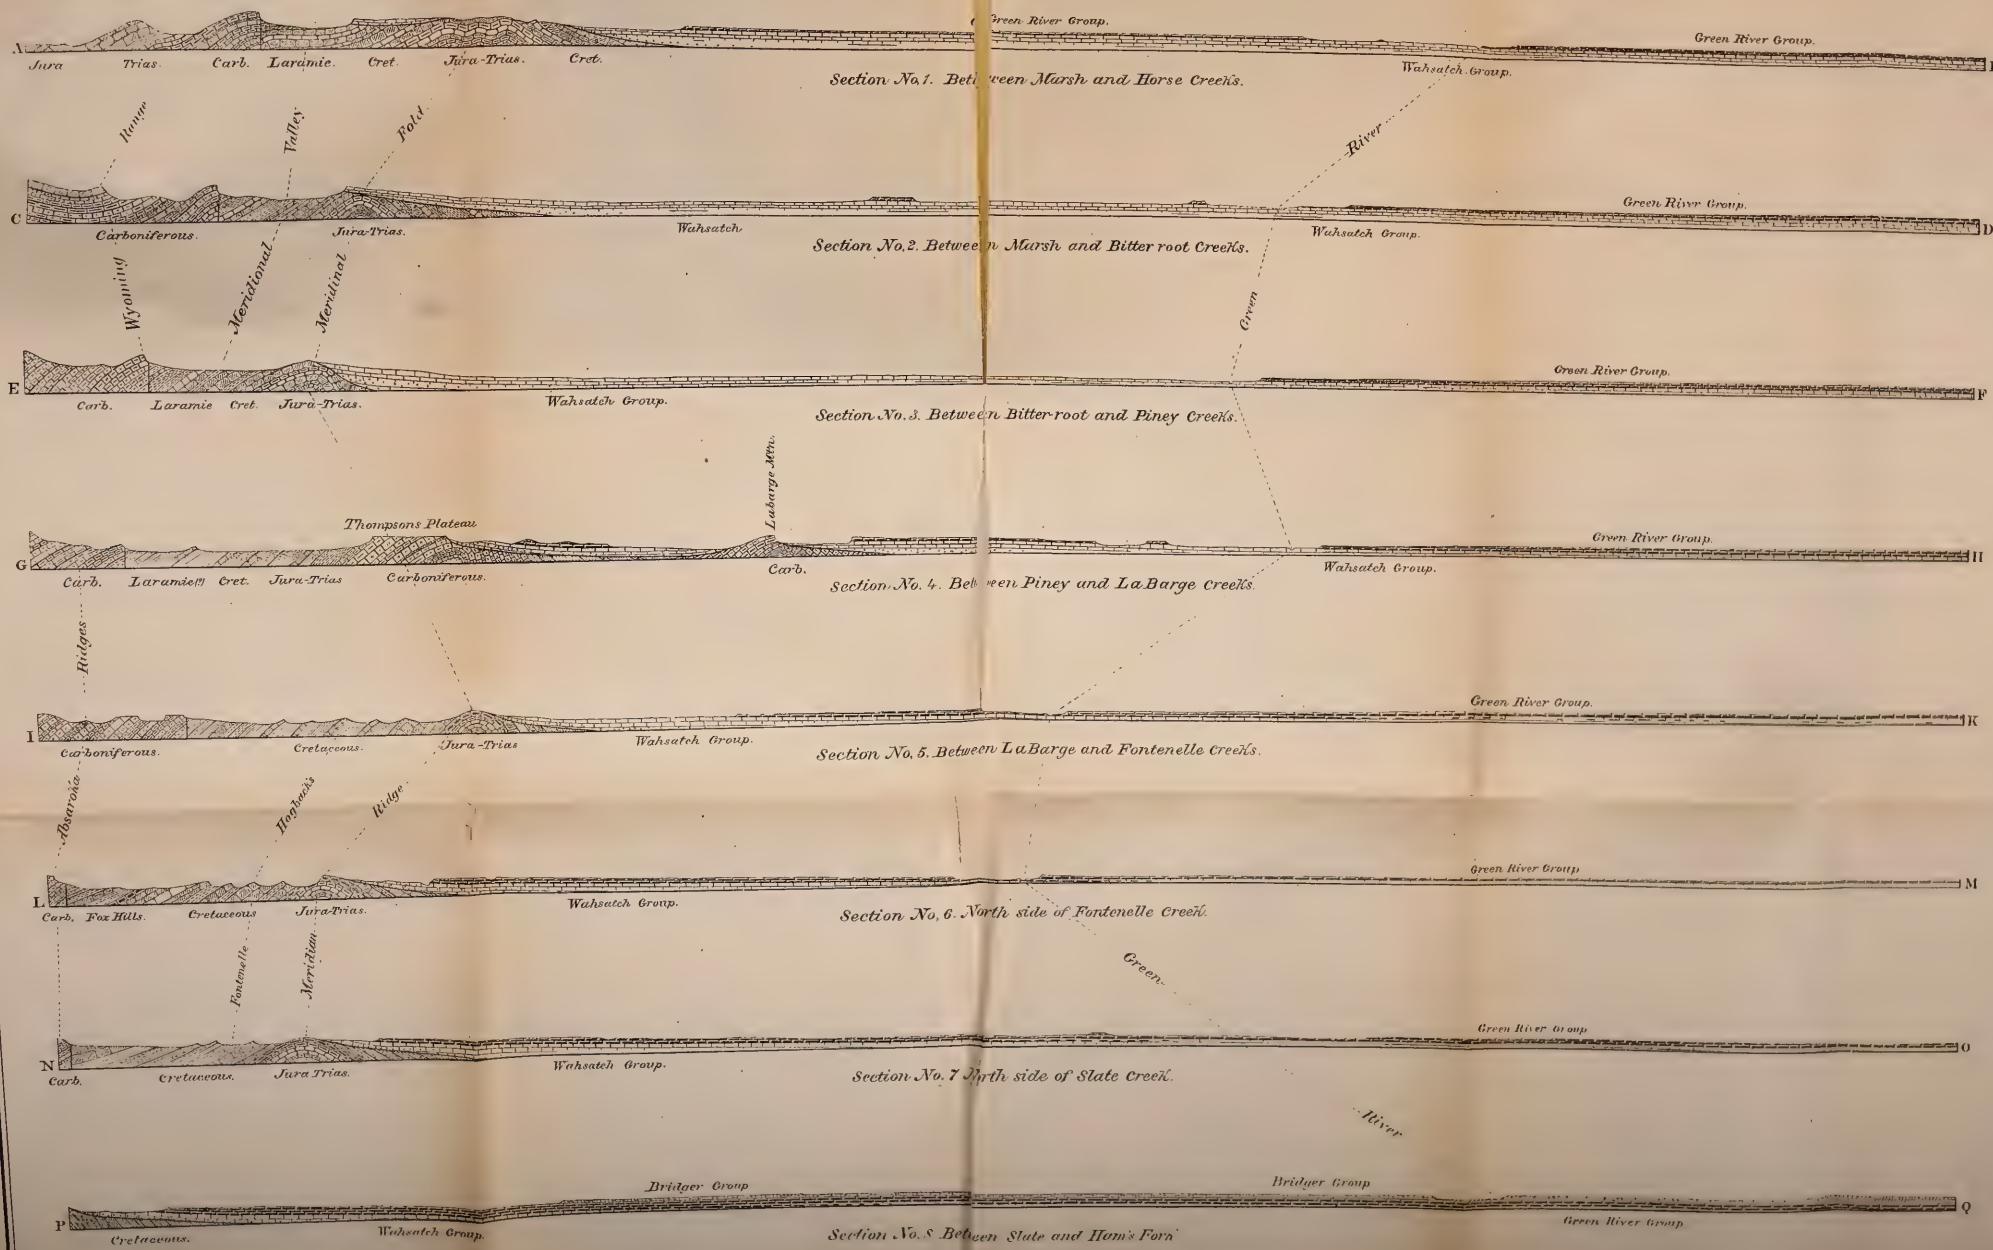 Green River Group.
Green River Group.
A
Jura Trias. Carb. Laramie. Cret. Jura-Trias. Cret.
Wahsatch Group.
Section No. 1. Between Marsh and Horse Creeks.
Range
Valley
Fold.
River
Green River Group.
C
D
Carboniferous. Jura-Trias. Wahsatch Wahsatch Group.
Section No. 2. Between Marsh and Bitter root Creeks.
Wyoming
Meridional
Meridinal
Green
Green River Group.
E
F
Carb. Laramie Cret. Jura-Trias. Wahsatch Group.
Section No. 3. Between Bitter-root and Piney Creeks.
Labarge Mtn.
Thompsons Plateau
Green River Group.
G
H
Carb. Laramie(?) Cret. Jura-Trias Carboniferous. Carb. Wahsatch Group.
Section No. 4. Between Piney and LaBarge Creeks.
Ridges
Green River Group.
I
K
Carboniferous. Cretaceous. Jura-Trias Wahsatch Group.
Section No. 5. Between LaBarge and Fontenelle Creeks.
Absaroka
Hogbacks
Ridge
Green River Group
L
M
Carb. Fox Hills. Cretaceous Jura-Trias. Wahsatch Group.
Section No. 6. North side of Fontenelle Creek.
Fontenelle
Meridian
Green
Green River Group
N
O
Carb. Cretaceous. Jura Trias. Wahsatch Group.
Section No. 7 North side of Slate Creek.
River
Bridger Group
Bridger Group
P
Q
Cretaceous. Wahsatch Group. Green River Group
Section No. 8 Between Slate and Ham's Fork